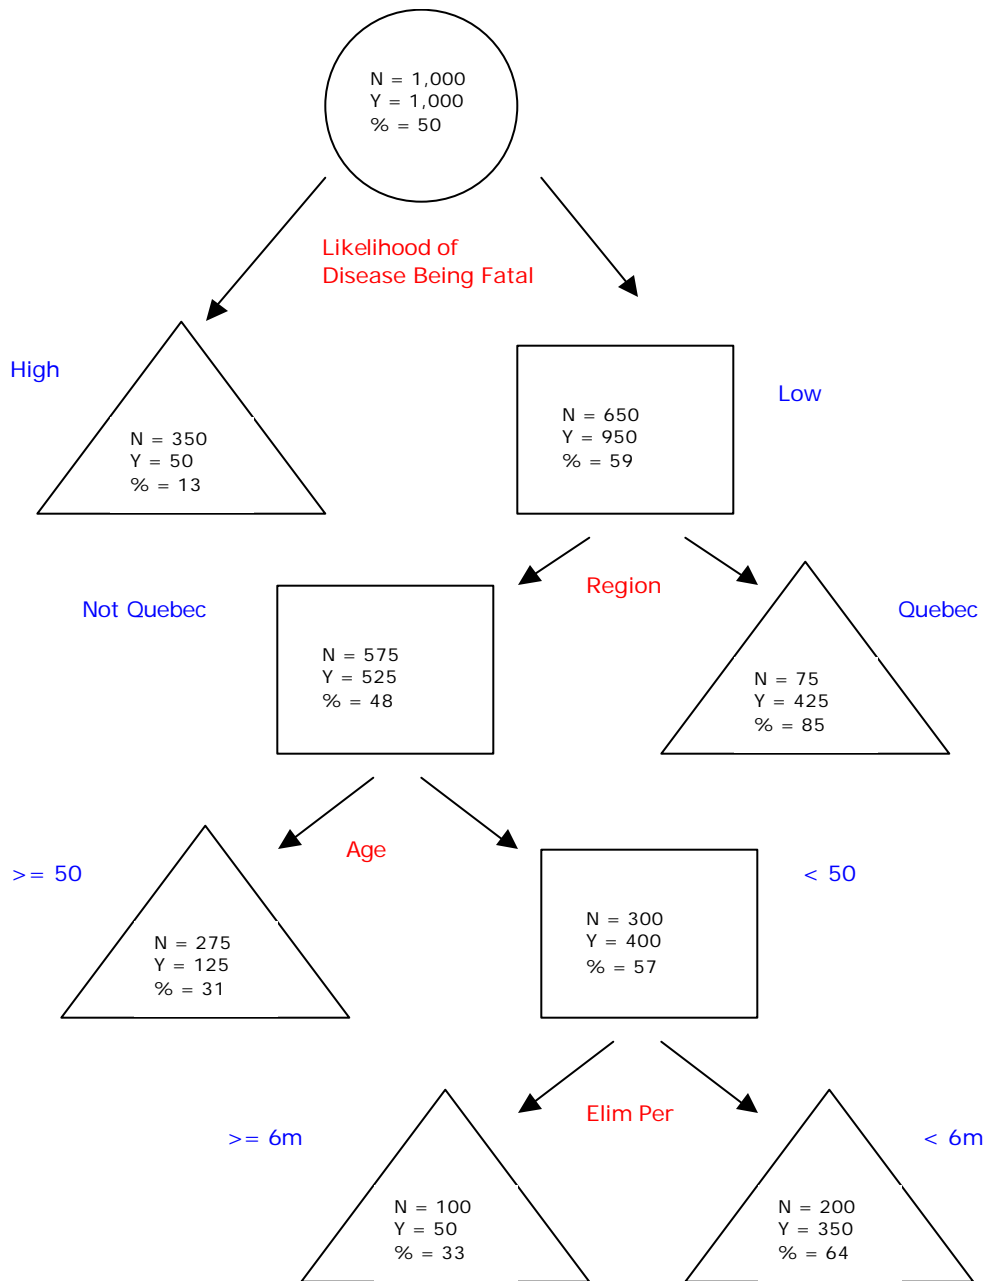 N = 1,000
Y = 1,000
% = 50
Likelihood of
Disease Being Fatal
High
N = 350
Y = 50
% = 13
N = 650
Y = 950
% = 59
Low
Not Quebec
N = 575
Y = 525
% = 48
Region
N = 75
Y = 425
% = 85
Quebec
>= 50
N = 275
Y = 125
% = 31
Age
N = 300
Y = 400
% = 57
< 50
>= 6m
N = 100
Y = 50
% = 33
Elim Per
N = 200
Y = 350
% = 64
< 6m